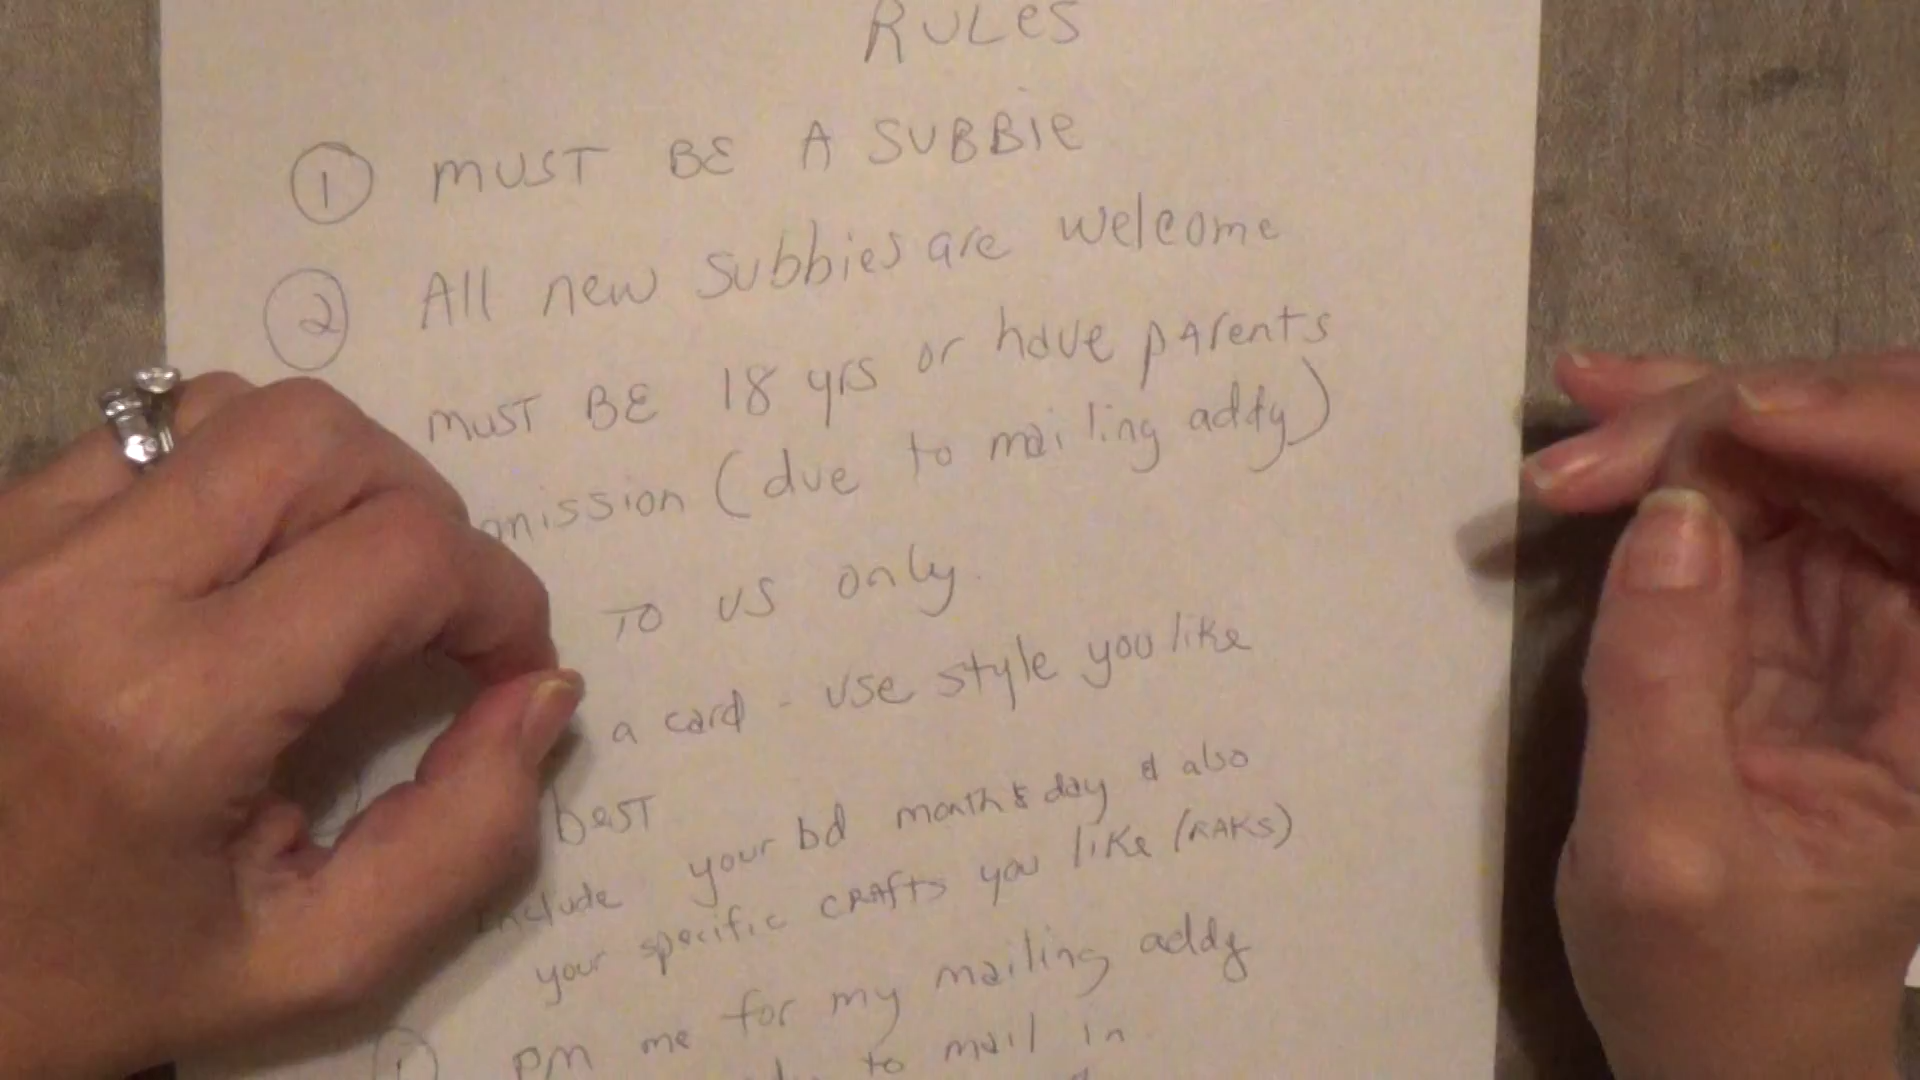 RULES
① MUST BE A SUBBIE
② All new subbies are welcome
MUST BE 18 yrs or have parents
mission (due to mailing addy)
TO US only.
a card - use style you like
best
include your bd month & day & also
your specific CRAFTS you like (RAKS)
PM me for my mailing addy
to mail in